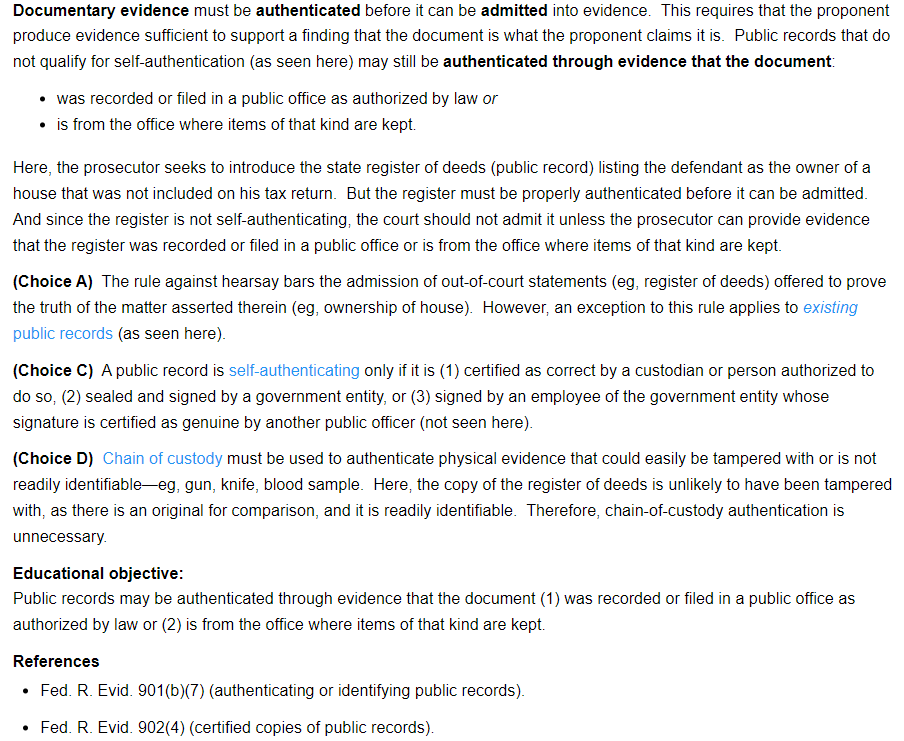 Documentary evidence must be authenticated before it can be admitted into evidence.  This requires that the proponent
produce evidence sufficient to support a finding that the document is what the proponent claims it is.  Public records that do
not qualify for self-authentication (as seen here) may still be authenticated through evidence that the document:
• was recorded or filed in a public office as authorized by law or
• is from the office where items of that kind are kept.
Here, the prosecutor seeks to introduce the state register of deeds (public record) listing the defendant as the owner of a
house that was not included on his tax return.  But the register must be properly authenticated before it can be admitted.
And since the register is not self-authenticating, the court should not admit it unless the prosecutor can provide evidence
that the register was recorded or filed in a public office or is from the office where items of that kind are kept.
(Choice A)  The rule against hearsay bars the admission of out-of-court statements (eg, register of deeds) offered to prove
the truth of the matter asserted therein (eg, ownership of house).  However, an exception to this rule applies to existing
public records (as seen here).
(Choice C)  A public record is self-authenticating only if it is (1) certified as correct by a custodian or person authorized to
do so, (2) sealed and signed by a government entity, or (3) signed by an employee of the government entity whose
signature is certified as genuine by another public officer (not seen here).
(Choice D)  Chain of custody must be used to authenticate physical evidence that could easily be tampered with or is not
readily identifiable—eg, gun, knife, blood sample.  Here, the copy of the register of deeds is unlikely to have been tampered
with, as there is an original for comparison, and it is readily identifiable.  Therefore, chain-of-custody authentication is
unnecessary.
Educational objective:
Public records may be authenticated through evidence that the document (1) was recorded or filed in a public office as
authorized by law or (2) is from the office where items of that kind are kept.
References
• Fed. R. Evid. 901(b)(7) (authenticating or identifying public records).
• Fed. R. Evid. 902(4) (certified copies of public records).